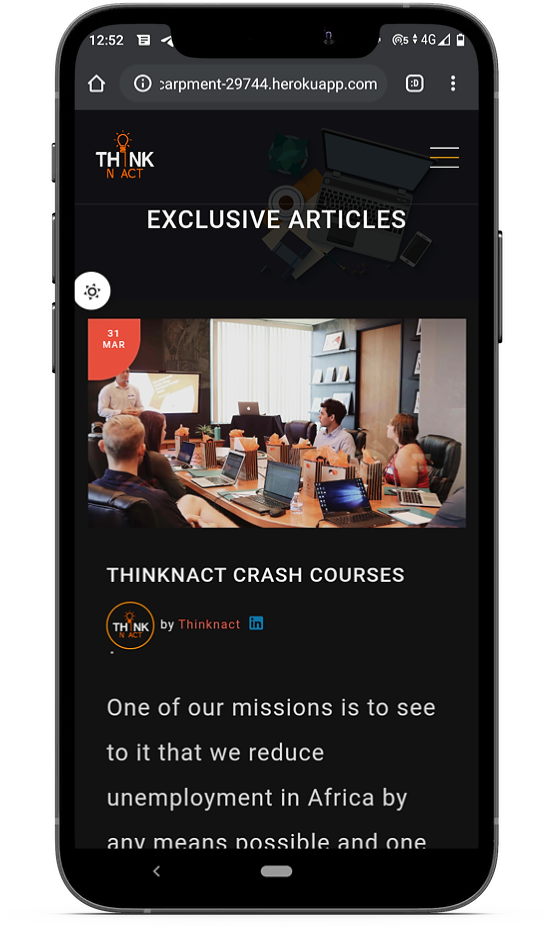 12:52
5 4G
:D
carpment-29744.herokuapp.com
THINK
N ACT
EXCLUSIVE ARTICLES
31
MAR
THINKNACT CRASH COURSES
THINK
N ACT
by Thinknact in
One of our missions is to see
to it that we reduce
unemployment in Africa by
any means possible and one